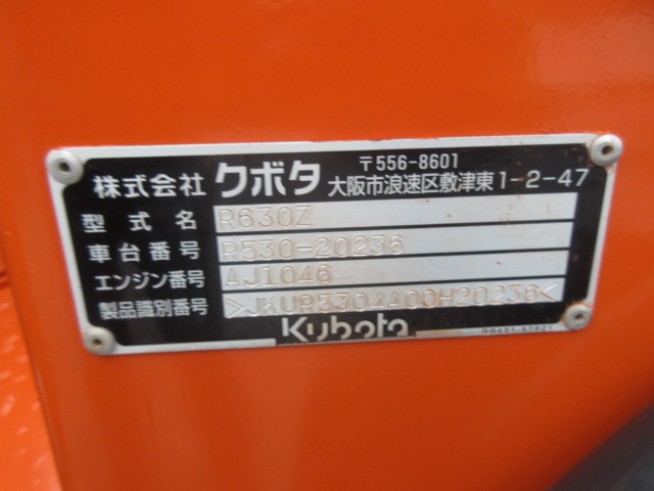 〒556-8601
株式会社 クボタ 大阪市浪速区敷津東1-2-47
型式名 R630Z
車台番号 R530-20236
エンジン番号 AJ1046
製品識別番号 >JKUR530AA00H20236<
Kubota